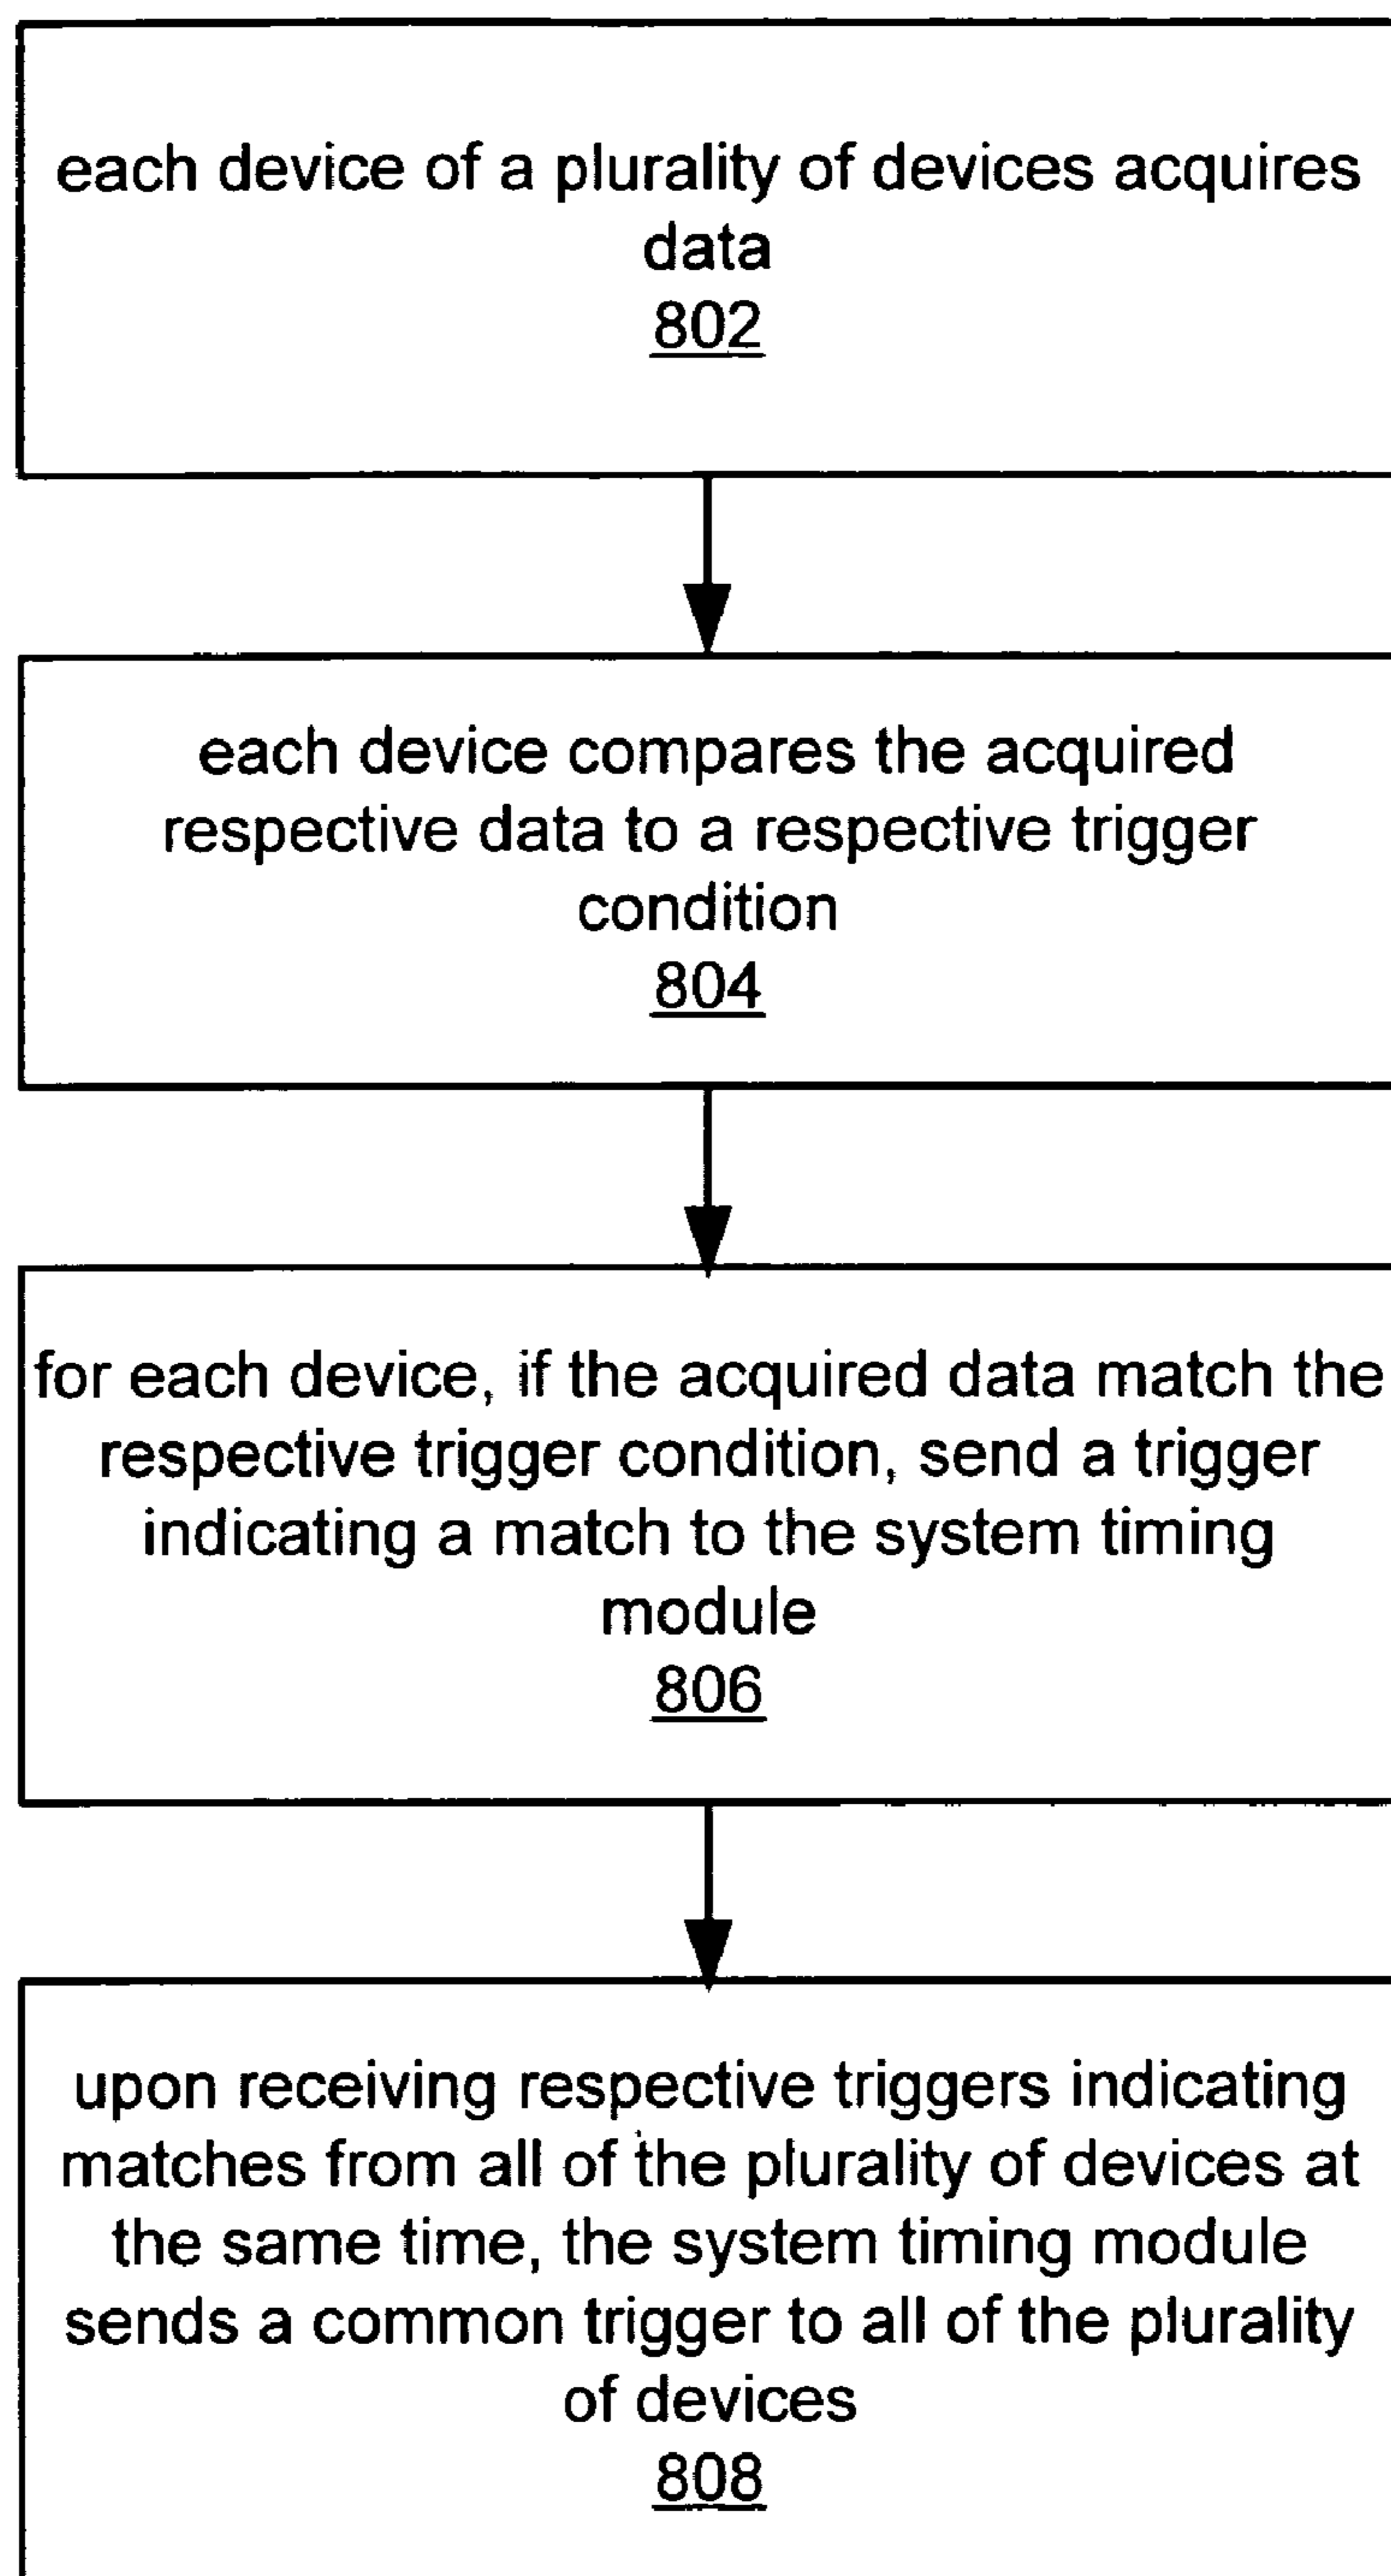 each device of a plurality of devices acquires
data
802
each device compares the acquired
respective data to a respective trigger
condition
804
for each device, if the acquired data match the
respective trigger condition, send a trigger
indicating a match to the system timing
module
806
upon receiving respective triggers indicating
matches from all of the plurality of devices at
the same time, the system timing module
sends a common trigger to all of the plurality
of devices
808